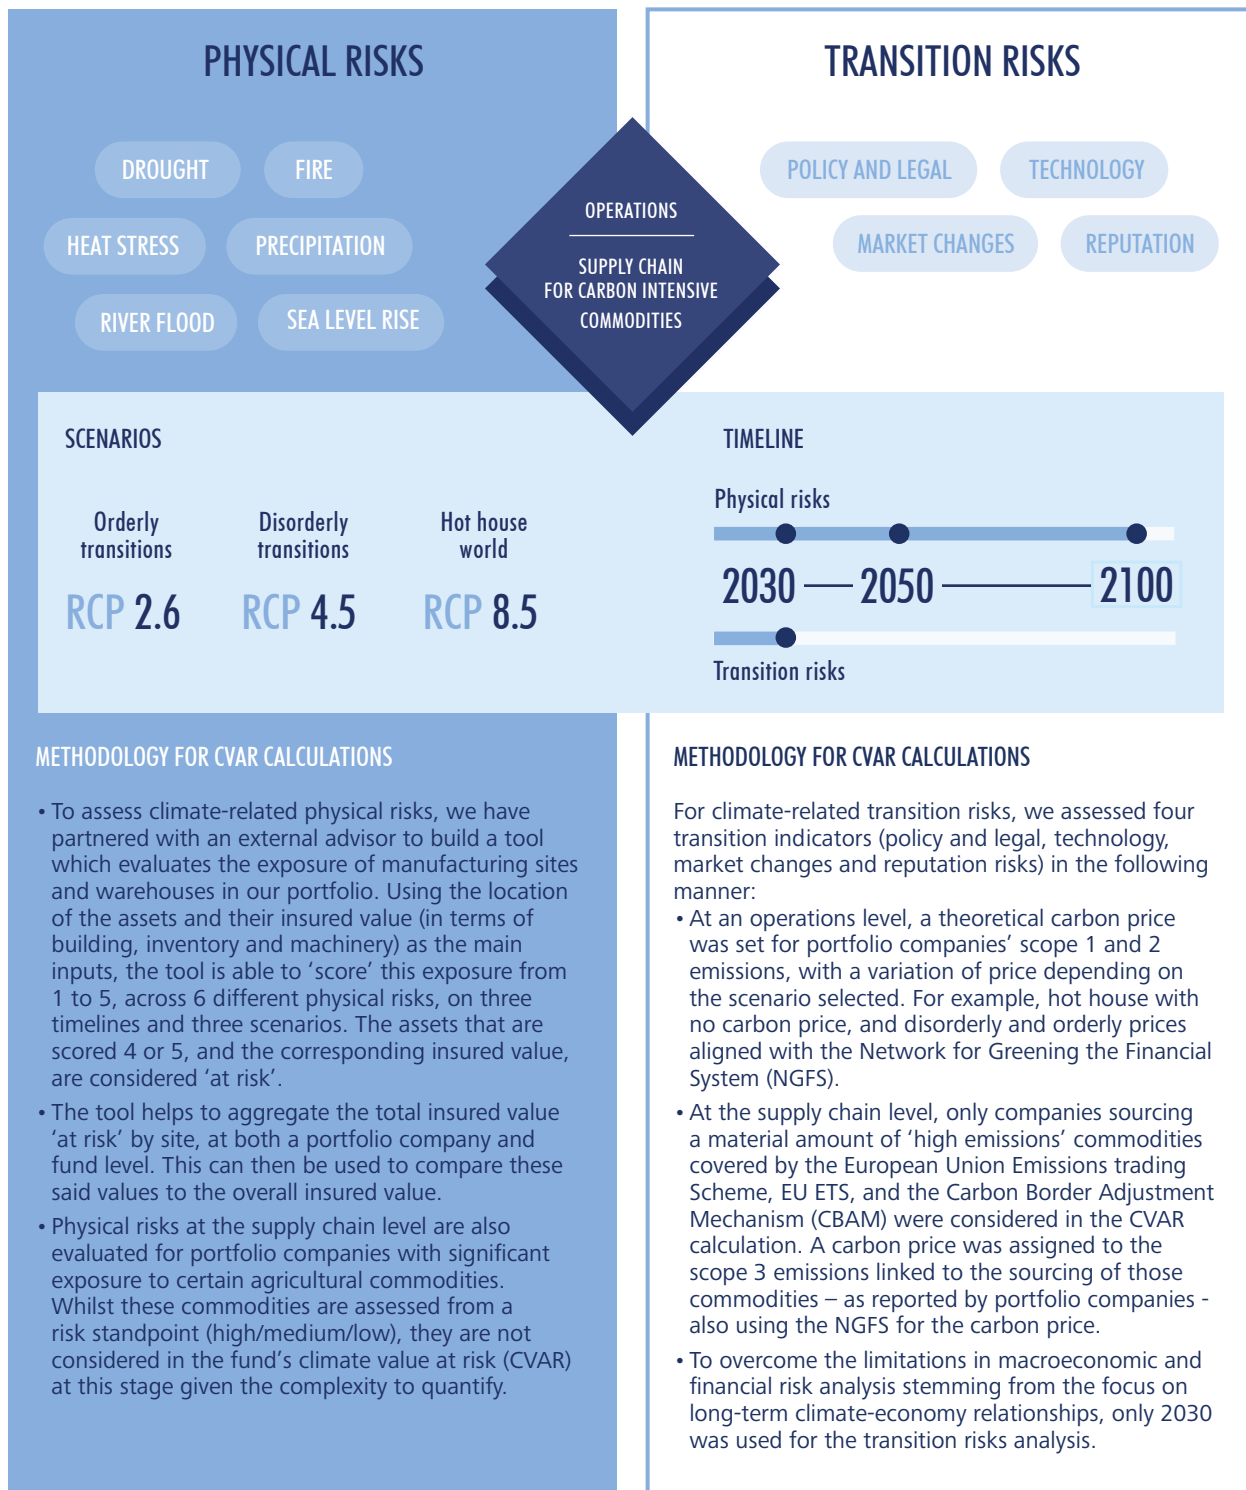 PHYSICAL RISKS
TRANSITION RISKS
DROUGHT
FIRE
HEAT STRESS
PRECIPITATION
RIVER FLOOD
SEA LEVEL RISE
OPERATIONS
SUPPLY CHAIN
FOR CARBON INTENSIVE
COMMODITIES
POLICY AND LEGAL
TECHNOLOGY
MARKET CHANGES
REPUTATION
SCENARIOS
Orderly
transitions
RCP 2.6
Disorderly
transitions
RCP 4.5
Hot house
world
RCP 8.5
TIMELINE
Physical risks
2030
2050
2100
Transition risks
METHODOLOGY FOR CVAR CALCULATIONS
• To assess climate-related physical risks, we have
partnered with an external advisor to build a tool
which evaluates the exposure of manufacturing sites
and warehouses in our portfolio. Using the location
of the assets and their insured value (in terms of
building, inventory and machinery) as the main
inputs, the tool is able to ‘score’ this exposure from
1 to 5, across 6 different physical risks, on three
timelines and three scenarios. The assets that are
scored 4 or 5, and the corresponding insured value,
are considered ‘at risk’.
• The tool helps to aggregate the total insured value
‘at risk’ by site, at both a portfolio company and
fund level. This can then be used to compare these
said values to the overall insured value.
• Physical risks at the supply chain level are also
evaluated for portfolio companies with significant
exposure to certain agricultural commodities.
Whilst these commodities are assessed from a
risk standpoint (high/medium/low), they are not
considered in the fund’s climate value at risk (CVAR)
at this stage given the complexity to quantify.
METHODOLOGY FOR CVAR CALCULATIONS
For climate-related transition risks, we assessed four
transition indicators (policy and legal, technology,
market changes and reputation risks) in the following
manner:
• At an operations level, a theoretical carbon price
was set for portfolio companies’ scope 1 and 2
emissions, with a variation of price depending on
the scenario selected. For example, hot house with
no carbon price, and disorderly and orderly prices
aligned with the Network for Greening the Financial
System (NGFS).
• At the supply chain level, only companies sourcing
a material amount of ‘high emissions’ commodities
covered by the European Union Emissions trading
Scheme, EU ETS, and the Carbon Border Adjustment
Mechanism (CBAM) were considered in the CVAR
calculation. A carbon price was assigned to the
scope 3 emissions linked to the sourcing of those
commodities – as reported by portfolio companies -
also using the NGFS for the carbon price.
• To overcome the limitations in macroeconomic and
financial risk analysis stemming from the focus on
long-term climate-economy relationships, only 2030
was used for the transition risks analysis.